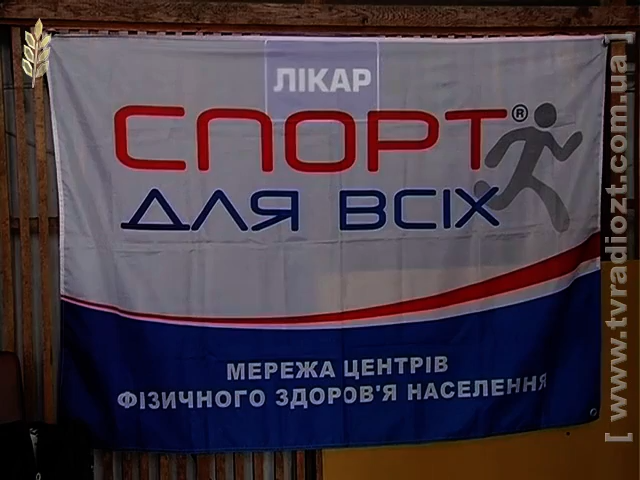 ЛІКАР
СПОРТ®
ДЛЯ ВСІХ
МЕРЕЖА ЦЕНТРІВ
ФІЗИЧНОГО ЗДОРОВ'Я НАСЕЛЕННЯ
[ www.tvradiozt.com.ua ]